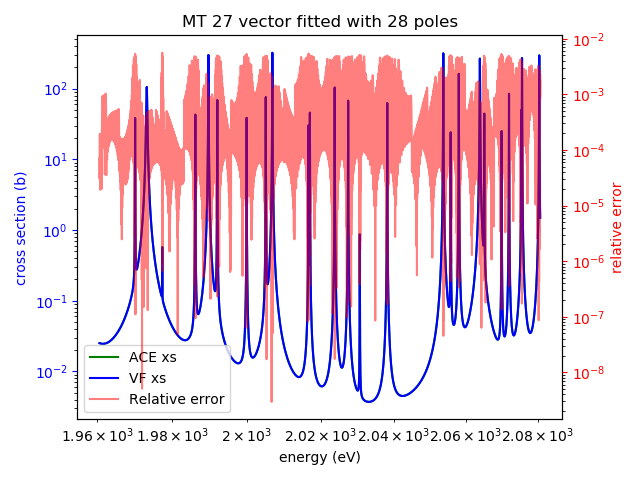 MT 27 vector fitted with 28 poles
cross section (b)
10²
10¹
10⁰
10⁻¹
10⁻²
10⁻²
10⁻³
10⁻⁴
10⁻⁵
10⁻⁶
10⁻⁷
10⁻⁸
relative error
ACE xs
VF xs
Relative error
1.96 × 10³ 1.98 × 10³ 2 × 10³ 2.02 × 10³ 2.04 × 10³ 2.06 × 10³ 2.08 × 10³
energy (eV)